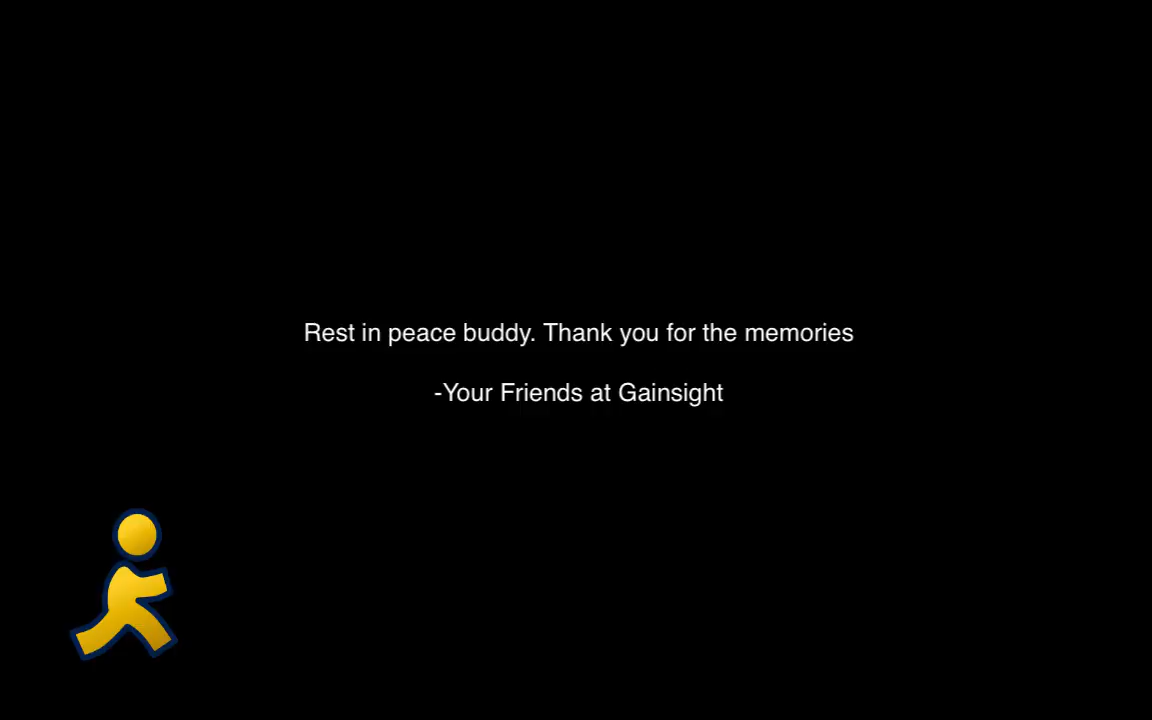 Rest in peace buddy. Thank you for the memories
-Your Friends at Gainsight